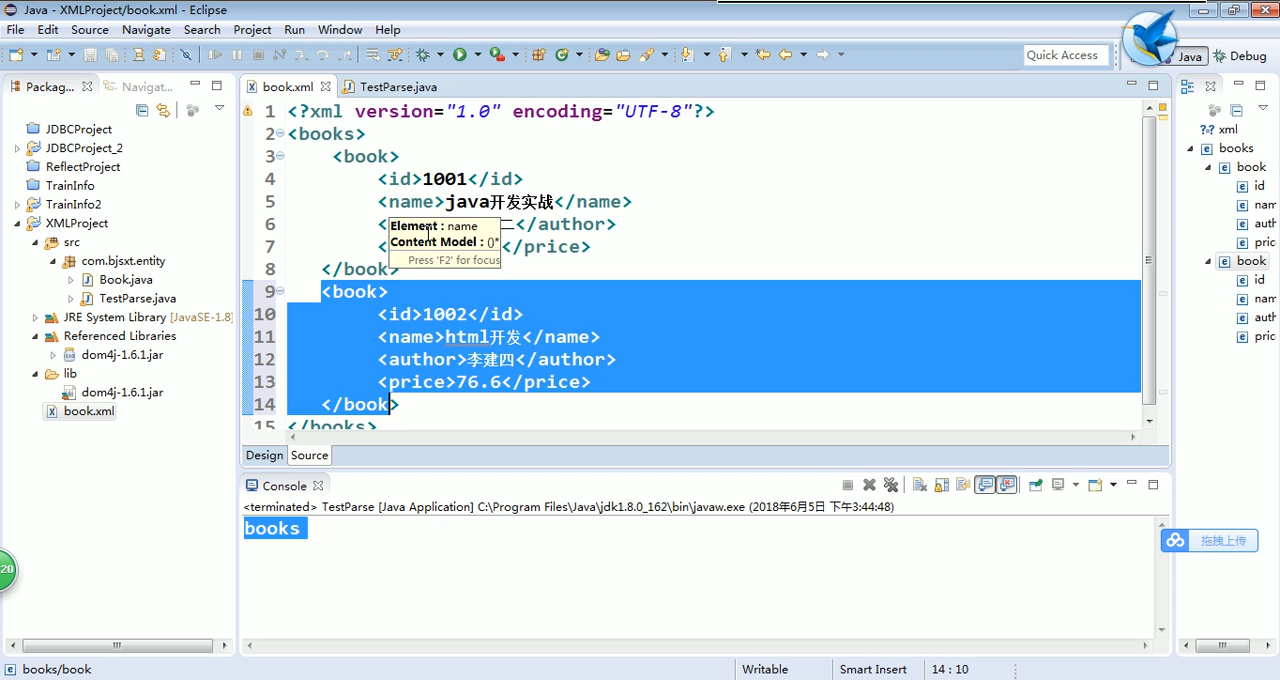 Java - XMLProject/book.xml - Eclipse
File Edit Source Navigate Search Project Run Window Help
Quick Access
Java
Debug
Packag...
Navigat...
JDBCProject
JDBCProject_2
ReflectProject
TrainInfo
TrainInfo2
XMLProject
src
com.bjsxt.entity
Book.java
TestParse.java
JRE System Library [JavaSE-1.8]
Referenced Libraries
dom4j-1.6.1.jar
lib
dom4j-1.6.1.jar
book.xml
book.xml
TestParse.java
1 <?xml version="1.0" encoding="UTF-8"?>
2 <books>
3 <book>
4 <id>1001</id>
5 <name>java开发实战</name>
6 < 二</author>
7 < </price>
8 </book>
9 <book>
10 <id>1002</id>
11 <name>html开发</name>
12 <author>李建四</author>
13 <price>76.6</price>
14 </book>
15 </books>
Element : name
Content Model : ()*
Press 'F2' for focus
Design Source
Console
<terminated> TestParse [Java Application] C:\Program Files\Java\jdk1.8.0_162\bin\javaw.exe (2018年6月5日 下午3:44:48)
books
?=? xml
books
book
id
nam
auth
pric
book
id
nam
auth
pric
拖拽上传
20
books/book
Writable
Smart Insert
14 : 10